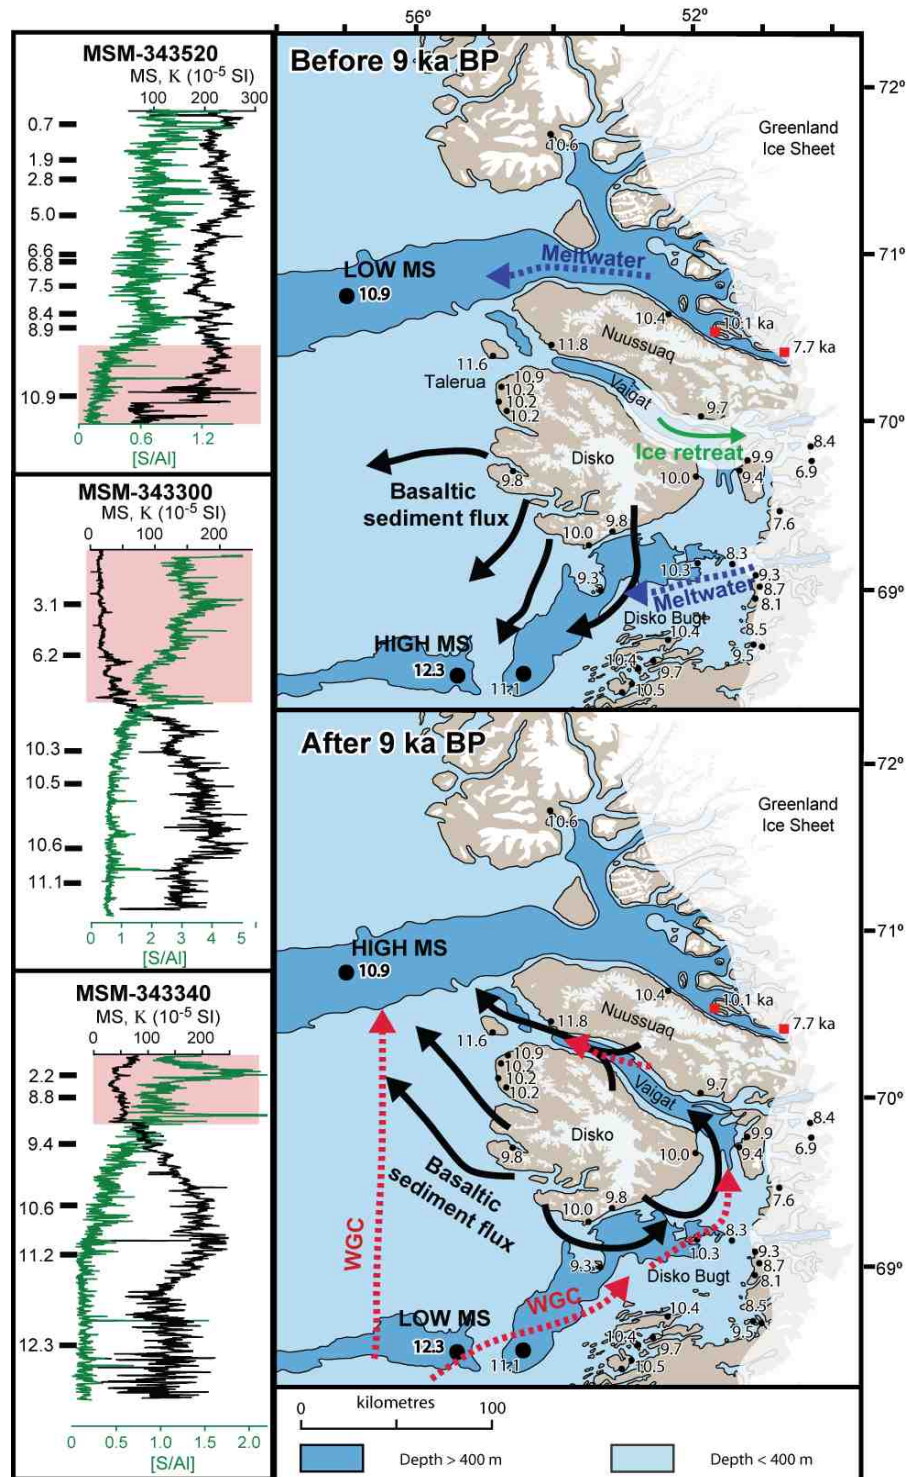 56º 52º
MSM-343520
MS, K (10-5 SI)
100 200 300
0.7
1.9
2.8
5.0
6.6
6.8
7.5
8.4
8.9
10.9
0 0.6 1.2
[S/Al]
MSM-343300
MS, K (10-5 SI)
0 100 200
3.1
6.2
10.3
10.5
10.6
11.1
0 1 2 3 4 5
[S/Al]
MSM-343340
MS, K (10-5 SI)
0 100 200
2.2
8.8
9.4
10.6
11.2
12.3
0 0.5 1.0 1.5 2.0
[S/Al]
Before 9 ka BP
72º
Greenland
Ice Sheet
10.6
71º
Meltwater
LOW MS
10.9
10.4
10.1 ka
7.7 ka
Nuussuaq
11.8
11.6
Talerua
10.9
10.2
10.2
10.2
Vaigat
9.7
70º
Ice retreat
8.4
6.9
9.9
9.4
Disko
10.0
9.8
Basaltic
sediment flux
7.6
9.8
10.0
8.3
10.3
9.3
9.3
8.7
8.1
69º
Meltwater
Disko Bugt
10.4
8.5
9.5
HIGH MS
12.3
11.1
10.4
9.7
10.5
After 9 ka BP
72º
Greenland
Ice Sheet
10.6
71º
HIGH MS
10.9
10.4
10.1 ka
7.7 ka
Nuussuaq
11.8
11.6
10.9
10.2
10.2
10.2
Vaigat
9.7
70º
8.4
6.9
9.9
9.4
Disko
10.0
9.8
7.6
Basaltic
sediment flux
9.8
10.0
8.3
10.3
9.3
9.3
8.7
8.1
69º
WGC
Disko Bugt
WGC
10.4
8.5
9.5
LOW MS
12.3
11.1
10.4
9.7
10.5
kilometres
0 100
Depth > 400 m Depth < 400 m